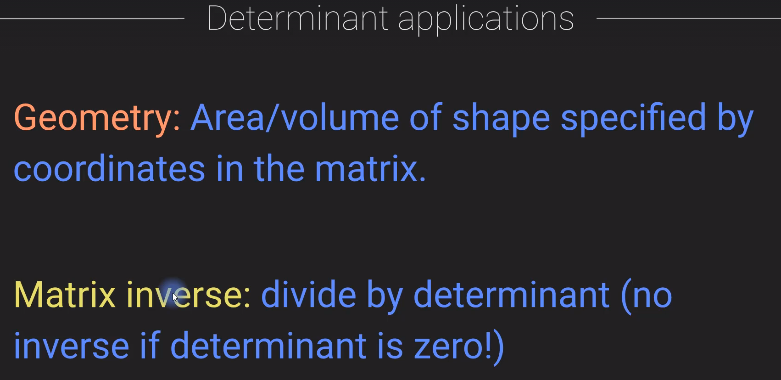 Determinant applications
Geometry: Area/volume of shape specified by
coordinates in the matrix.
Matrix inverse: divide by determinant (no
inverse if determinant is zero!)